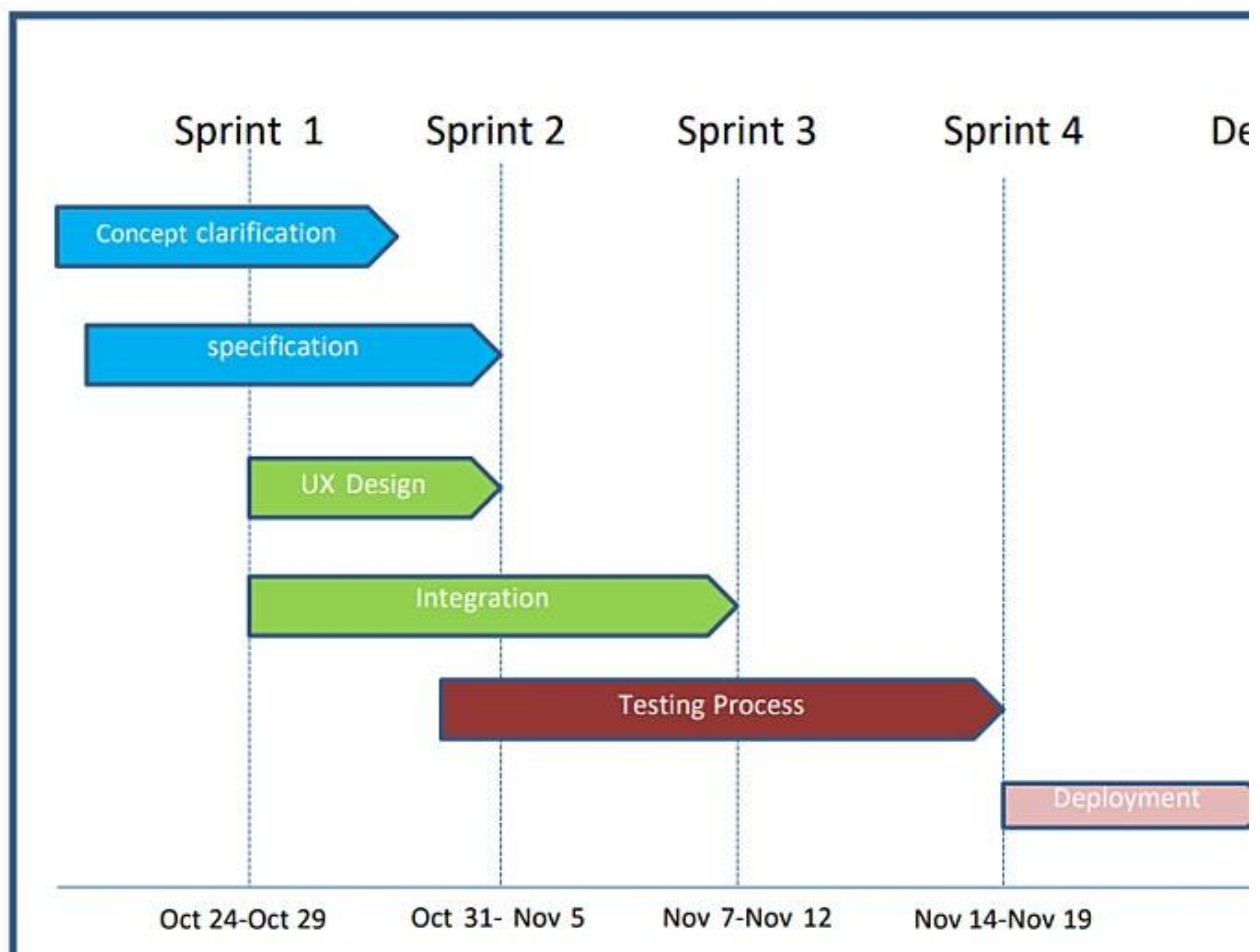 Sprint 1
Sprint 2
Sprint 3
Sprint 4
Concept clarification
specification
UX Design
Integration
Testing Process
Deployment
Oct 24-Oct 29
Oct 31- Nov 5
Nov 7-Nov 12
Nov 14-Nov 19